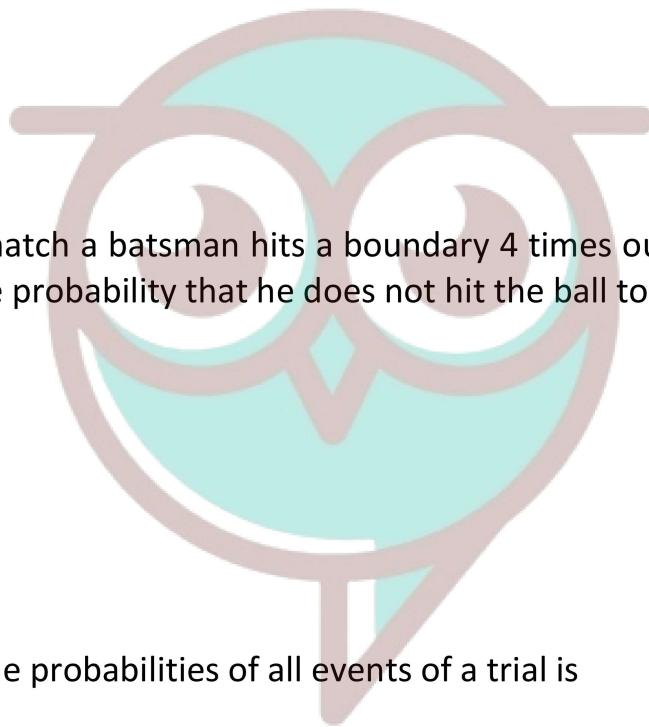 natch a batsman hits a boundary 4 times ou
probability that he does not hit the ball to
e probabilities of all events of a trial is